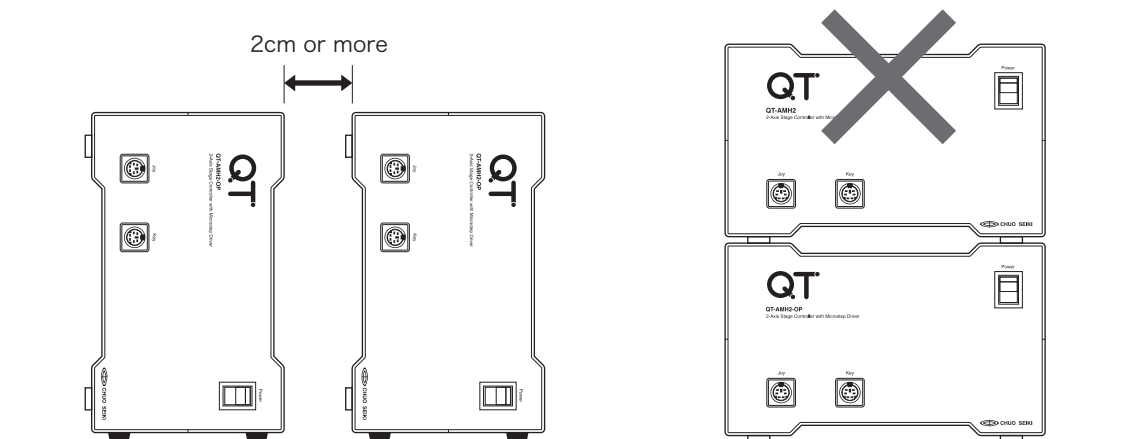 2cm or more
QT
QT-AMH2-OP
2-Axis Stage Controller with Microstep Driver
Joy
Key
Power
CHUO SEIKI
QT
QT-AMH2-OP
2-Axis Stage Controller with Microstep Driver
Joy
Key
Power
CHUO SEIKI
QT
Power
QT-AMH2
2-Axis Stage Controller with
Joy
Key
CHUO SEIKI
QT
Power
QT-AMH2-OP
2-Axis Stage Controller with Microstep Driver
Joy
Key
CHUO SEIKI